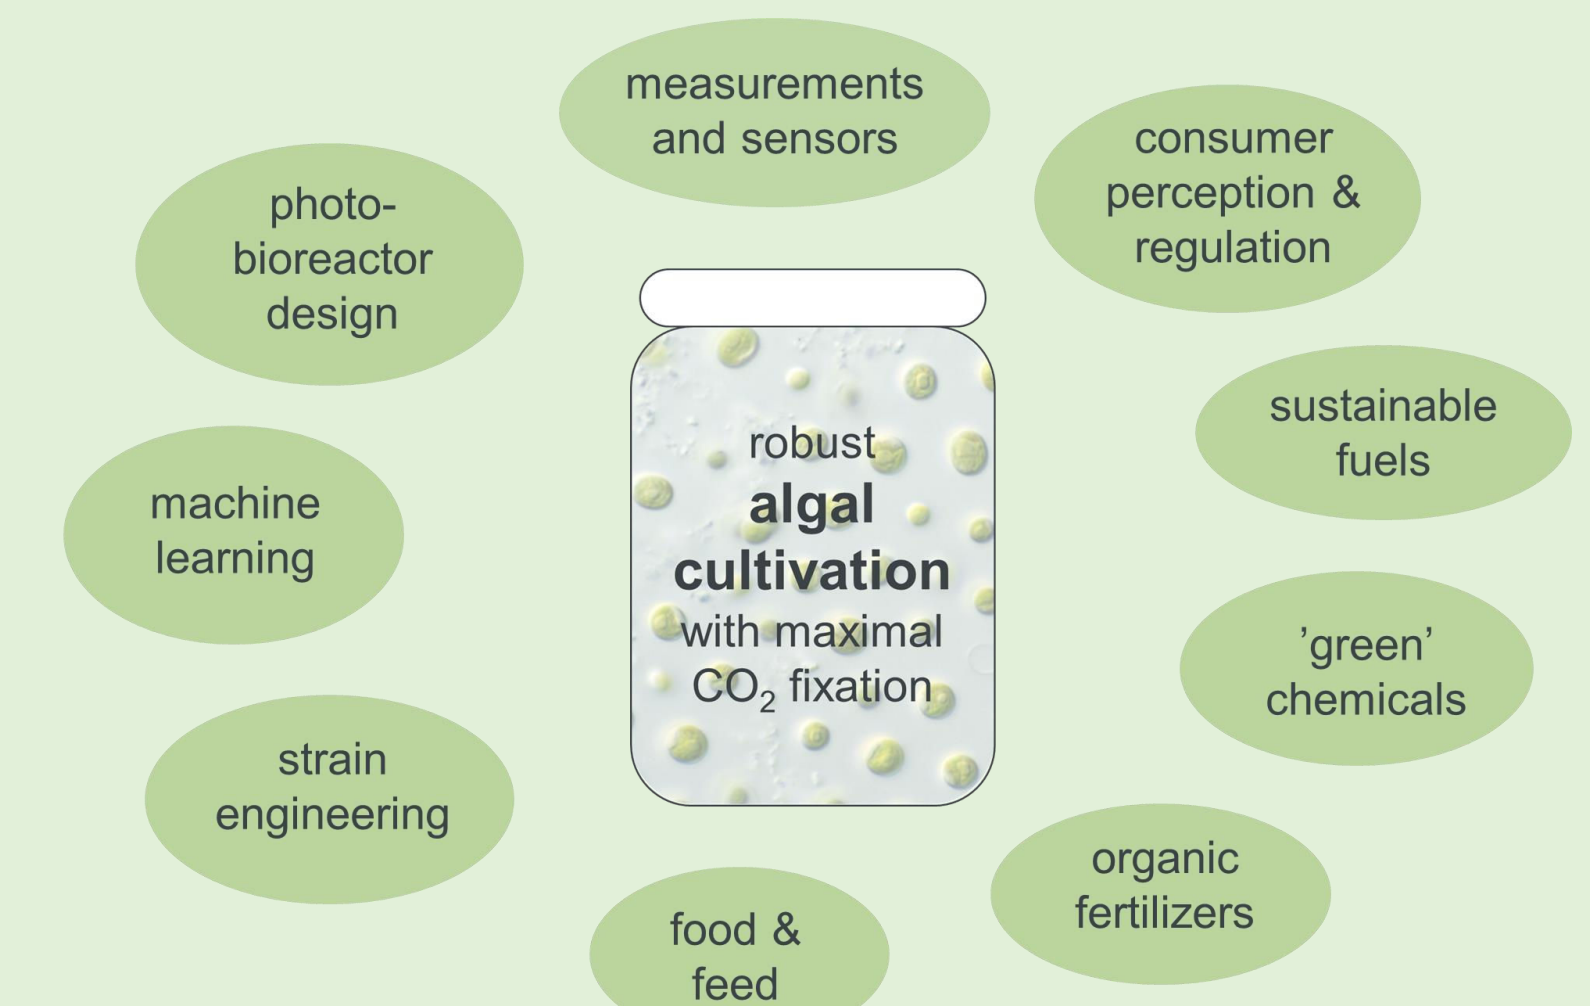 measurements
and sensors
consumer
perception &
regulation
photo-
bioreactor
design
sustainable
fuels
robust
algal
cultivation
with maximal
CO₂ fixation
machine
learning
’green’
chemicals
strain
engineering
organic
fertilizers
food &
feed